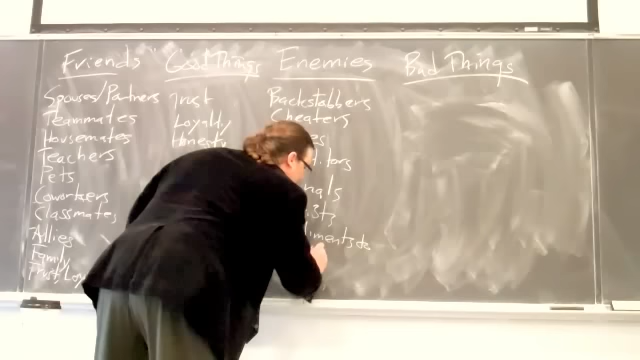 Friends
Spouses/Partners
Teammates
Housemates
Teachers
Pets
Coworkers
Classmates
Allies
Family
Good Things
Trust
Loyalty
Honesty
Enemies
Backstabbers
Cheaters
Bad Things